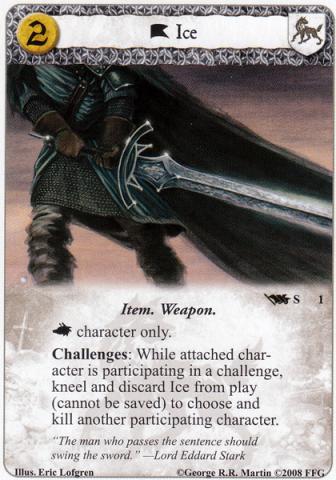 2 Ice
S 1
Item. Weapon.
character only.
Challenges: While attached char-
acter is participating in a challenge,
kneel and discard Ice from play
(cannot be saved) to choose and
kill another participating character.
"The man who passes the sentence should
swing the sword." —Lord Eddard Stark
Illus. Eric Lofgren ©George R.R. Martin ©2008 FFG